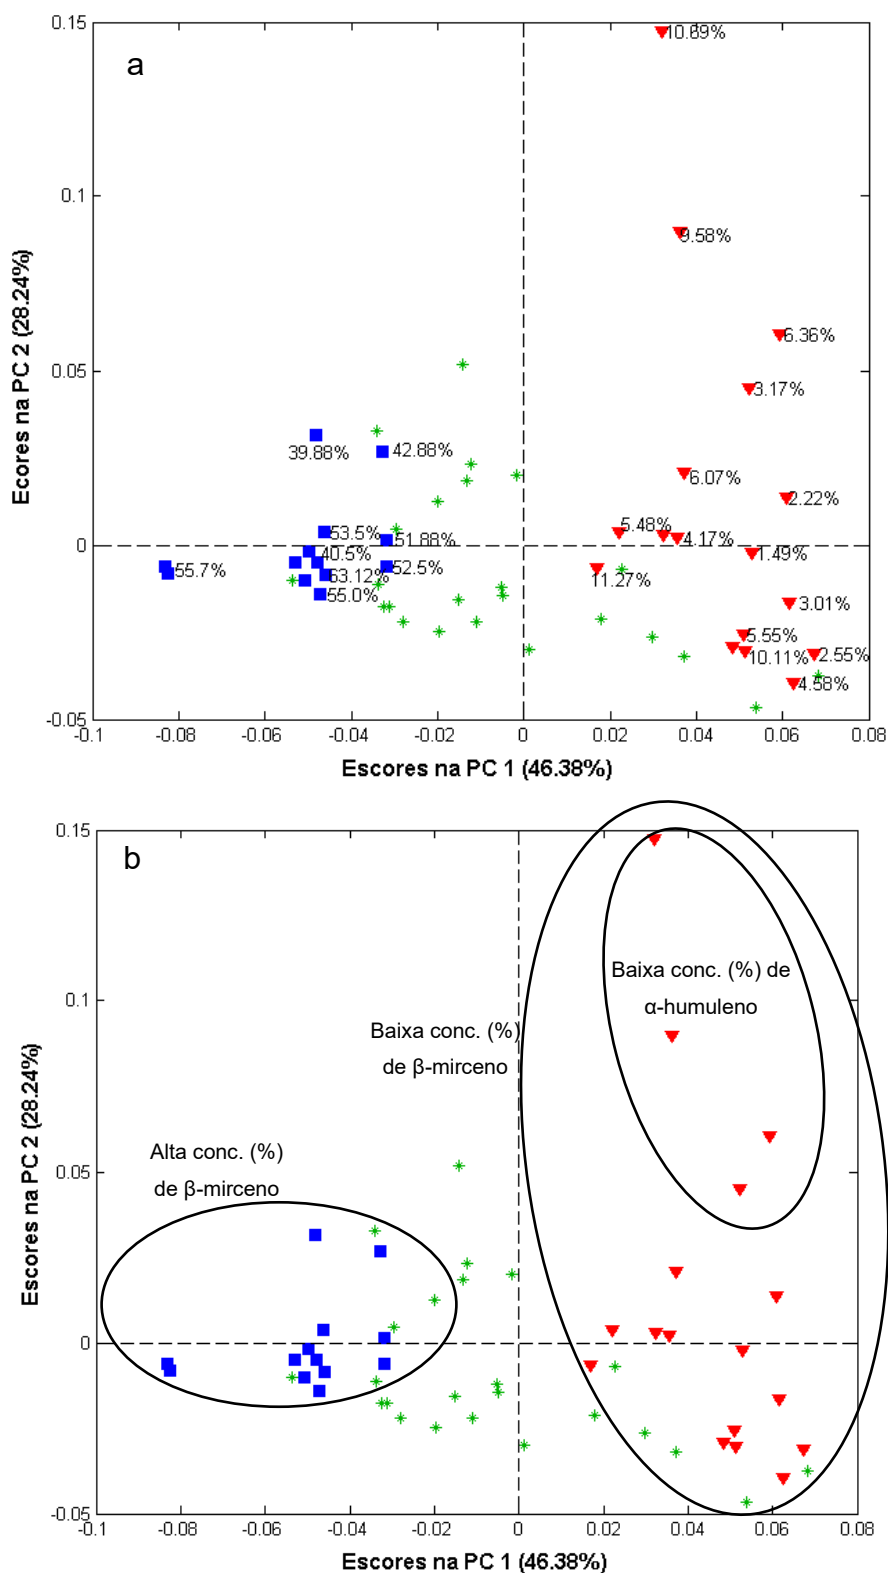 a
0.15
0.1
0.05
0
-0.05
Ecores na PC 2 (28.24%)
10.89%
9.58%
6.36%
3.17%
39.88%
42.88%
6.07%
2.22%
53.5%
51.88%
5.48%
4.17%
40.5%
1.49%
55.7%
63.12%
52.5%
11.27%
55.0%
3.01%
5.55%
10.11%
2.55%
4.58%
-0.1 -0.08 -0.06 -0.04 -0.02 0 0.02 0.04 0.06 0.08
Escores na PC 1 (46.38%)
b
0.15
0.1
0.05
0
-0.05
Escores na PC 2 (28.24%)
Baixa conc. (%) de
α-humuleno
Baixa conc. (%)
de β-mirceno
Alta conc. (%)
de β-mirceno
-0.1 -0.08 -0.06 -0.04 -0.02 0 0.02 0.04 0.06 0.08
Escores na PC 1 (46.38%)